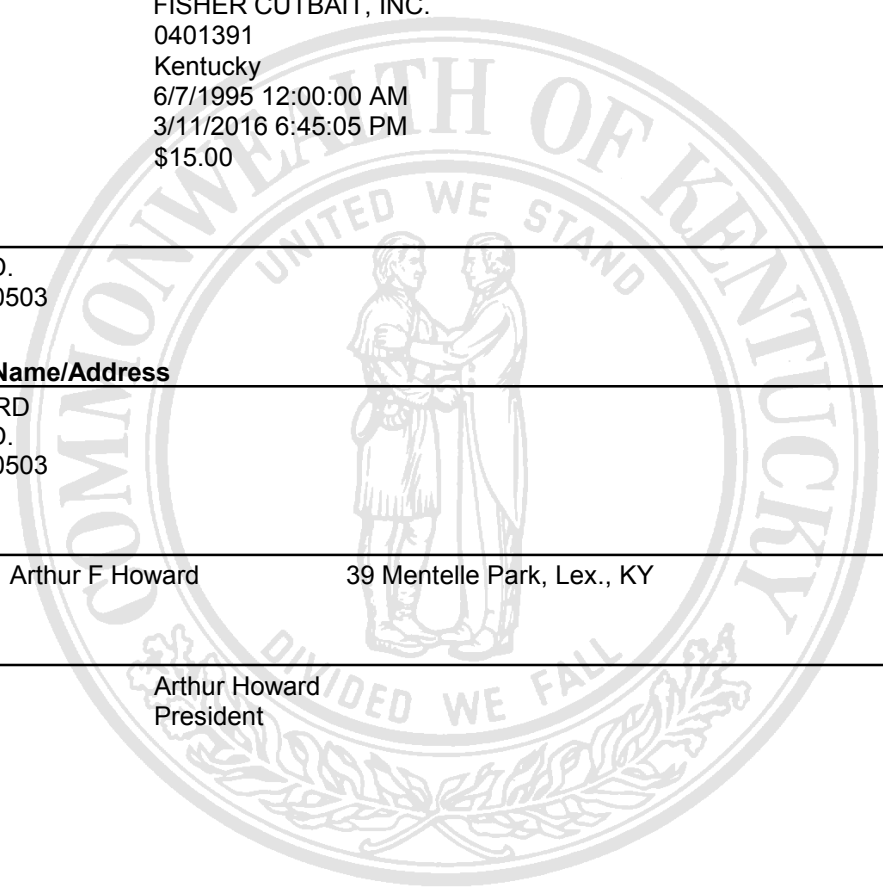 FISHER CUTBAIT, INC.
0401391
Kentucky
6/7/1995 12:00:00 AM
3/11/2016 6:45:05 PM
$15.00
COMMONWEALTH OF KENTUCKY
UNITED WE STAND
D.
0503
Name/Address
RD
D.
0503
Arthur F Howard 39 Mentelle Park, Lex., KY
Arthur Howard
President
DIVIDED WE FALL